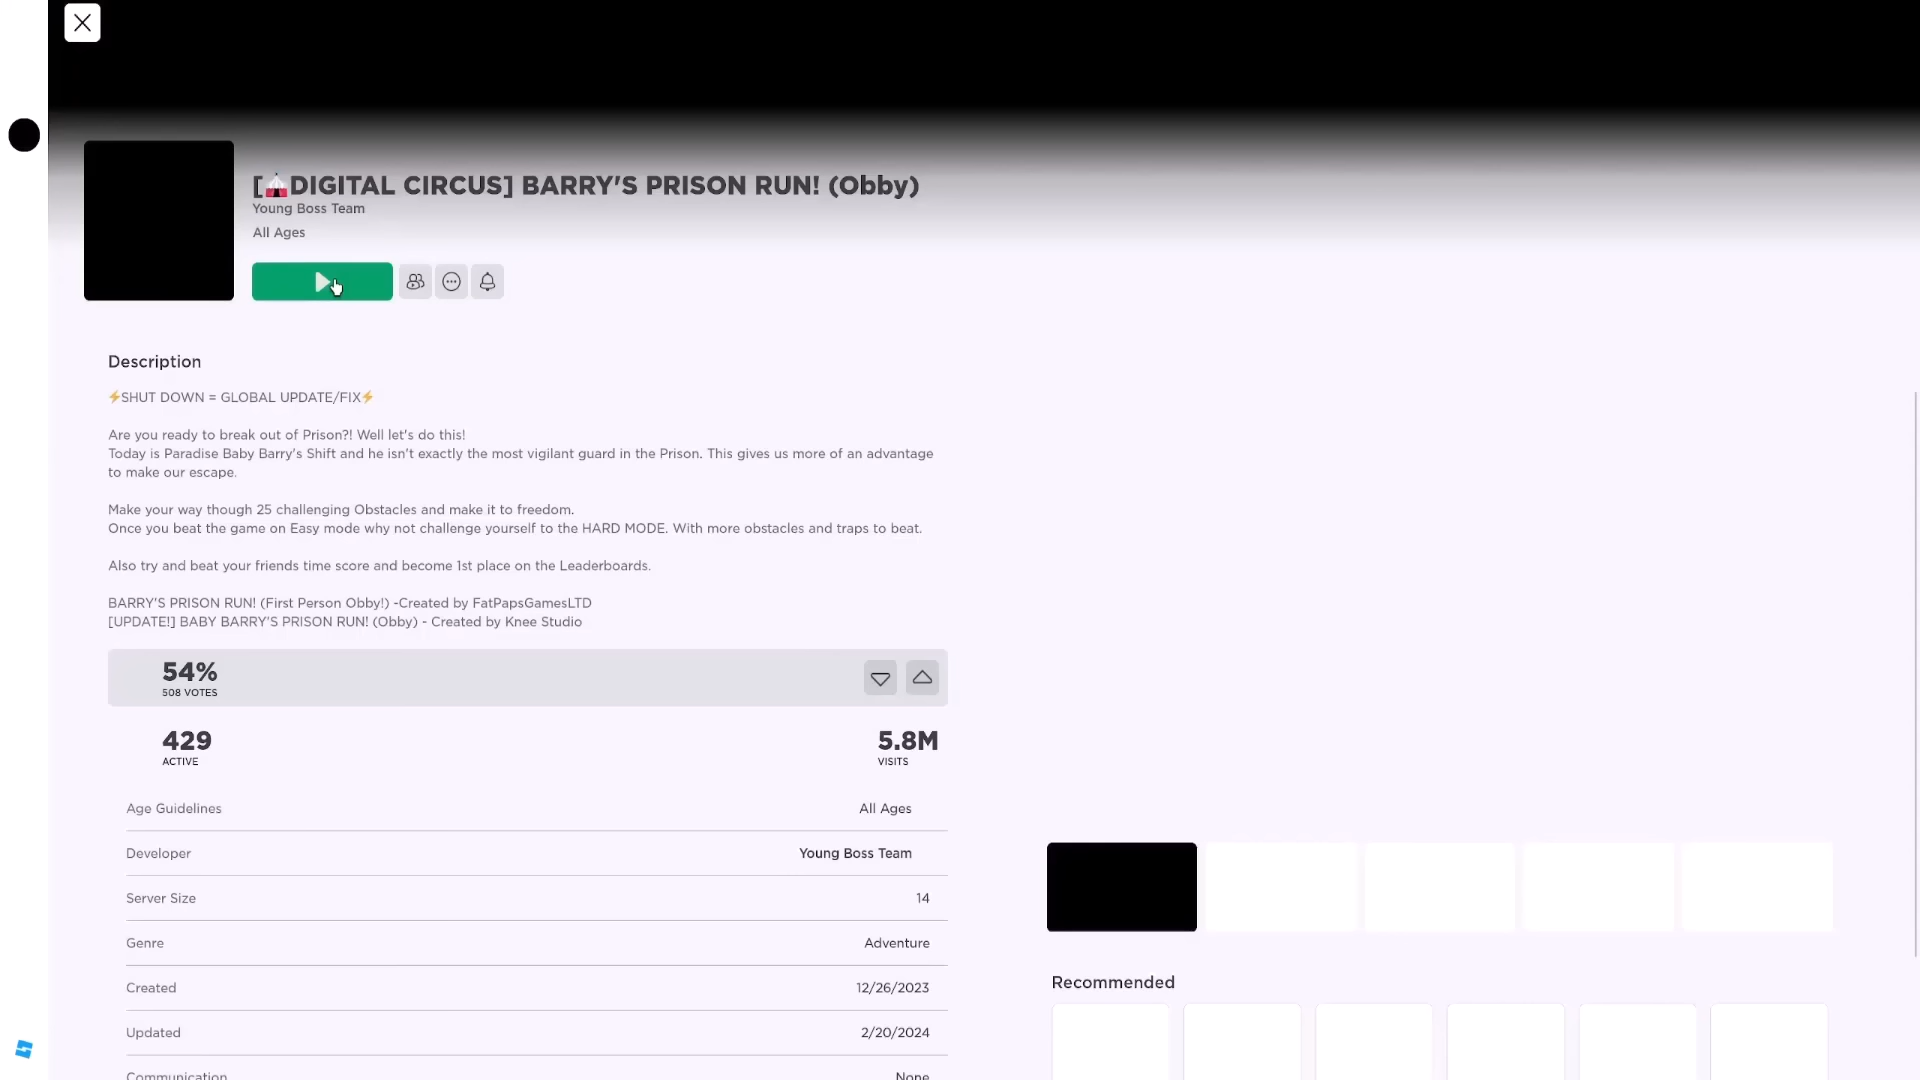 [🎪DIGITAL CIRCUS] BARRY'S PRISON RUN! (Obby)
Young Boss Team
All Ages
Description
⚡SHUT DOWN = GLOBAL UPDATE/FIX⚡
Are you ready to break out of Prison?! Well let's do this!
Today is Paradise Baby Barry's Shift and he isn't exactly the most vigilant guard in the Prison. This gives us more of an advantage
to make our escape.
Make your way though 25 challenging Obstacles and make it to freedom.
Once you beat the game on Easy mode why not challenge yourself to the HARD MODE. With more obstacles and traps to beat.
Also try and beat your friends time score and become 1st place on the Leaderboards.
BARRY'S PRISON RUN! (First Person Obby!) -Created by FatPapsGamesLTD
[UPDATE!] BABY BARRY'S PRISON RUN! (Obby) - Created by Knee Studio
54%
508 VOTES
429
ACTIVE
5.8M
VISITS
Age Guidelines All Ages
Developer Young Boss Team
Server Size 14
Genre Adventure
Created 12/26/2023
Updated 2/20/2024
Communication None
Recommended